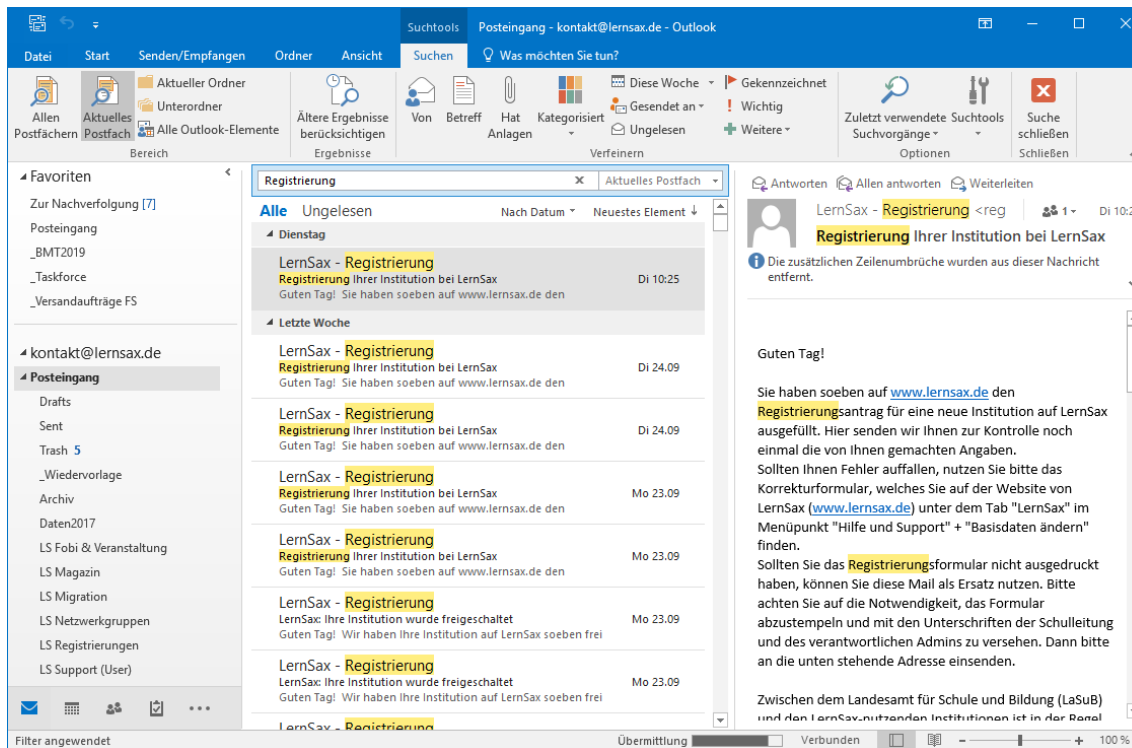 Suchtools
Posteingang - kontakt@lernsax.de - Outlook
Datei Start Senden/Empfangen Ordner Ansicht Suchen Was möchten Sie tun?
Allen Postfächern
Aktuelles Postfach
Aktueller Ordner
Unterordner
Alle Outlook-Elemente
Bereich
Ältere Ergebnisse berücksichtigen
Ergebnisse
Von
Betreff
Hat Anlagen
Kategorisiert
Diese Woche
Gesendet an
Ungelesen
Gekennzeichnet
Wichtig
Weitere
Verfeinern
Zuletzt verwendete Suchvorgänge
Suchtools
Optionen
Suche schließen
Schließen
Favoriten
Zur Nachverfolgung [7]
Posteingang
_BMT2019
_Taskforce
_Versandaufträge FS
kontakt@lernsax.de
Posteingang
Drafts
Sent
Trash 5
_Wiedervorlage
Archiv
Daten2017
LS Fobi & Veranstaltung
LS Magazin
LS Migration
LS Netzwerkgruppen
LS Registrierungen
LS Support (User)
Registrierung
Aktuelles Postfach
Alle Ungelesen Nach Datum Neuestes Element
Dienstag
LernSax - Registrierung
Registrierung Ihrer Institution bei LernSax Di 10:25
Guten Tag! Sie haben soeben auf www.lernsax.de den
Letzte Woche
LernSax - Registrierung
Registrierung Ihrer Institution bei LernSax Di 24.09
Guten Tag! Sie haben soeben auf www.lernsax.de den
LernSax - Registrierung
Registrierung Ihrer Institution bei LernSax Di 24.09
Guten Tag! Sie haben soeben auf www.lernsax.de den
LernSax - Registrierung
Registrierung Ihrer Institution bei LernSax Mo 23.09
Guten Tag! Sie haben soeben auf www.lernsax.de den
LernSax - Registrierung
Registrierung Ihrer Institution bei LernSax Mo 23.09
Guten Tag! Sie haben soeben auf www.lernsax.de den
LernSax - Registrierung
LernSax: Ihre Institution wurde freigeschaltet Mo 23.09
Guten Tag! Wir haben Ihre Institution auf LernSax soeben frei
LernSax - Registrierung
LernSax: Ihre Institution wurde freigeschaltet Mo 23.09
Guten Tag! Wir haben Ihre Institution auf LernSax soeben frei
LernSax - Registrierung
Antworten Allen antworten Weiterleiten
LernSax - Registrierung <reg 1 Di 10:2
Registrierung Ihrer Institution bei LernSax
Die zusätzlichen Zeilenumbrüche wurden aus dieser Nachricht
entfernt.
Guten Tag!
Sie haben soeben auf www.lernsax.de den
Registrierungsantrag für eine neue Institution auf LernSax
ausgefüllt. Hier senden wir Ihnen zur Kontrolle noch
einmal die von Ihnen gemachten Angaben.
Sollten Ihnen Fehler auffallen, nutzen Sie bitte das
Korrekturformular, welches Sie auf der Website von
LernSax (www.lernsax.de) unter dem Tab "LernSax" im
Menüpunkt "Hilfe und Support" + "Basisdaten ändern"
finden.
Sollten Sie das Registrierungsformular nicht ausgedruckt
haben, können Sie diese Mail als Ersatz nutzen. Bitte
achten Sie auf die Notwendigkeit, das Formular
abzustempeln und mit den Unterschriften der Schulleitung
und des verantwortlichen Admins zu versehen. Dann bitte
an die unten stehende Adresse einsenden.
Zwischen dem Landesamt für Schule und Bildung (LaSuB)
und den LernSax-nutzenden Institutionen ist in der Regel
Filter angewendet
Übermittlung
Verbunden
100 %